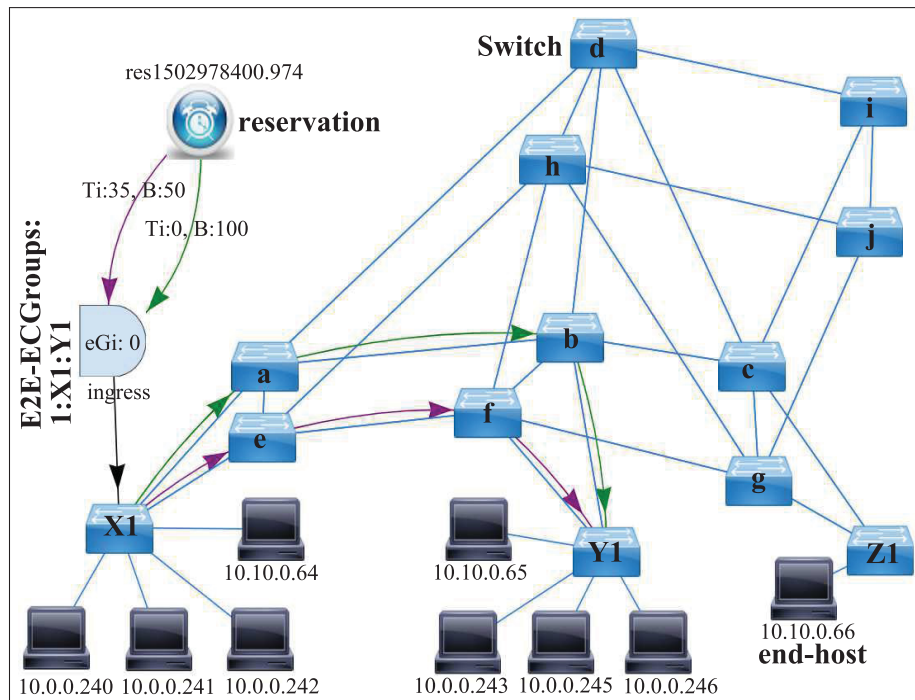 Switch
d
res1502978400.974
reservation
i
h
Ti:35, B:50
Ti:0, B:100
j
E2E-ECGroups:
1:X1:Y1
eGi: 0
ingress
a
b
c
e
f
g
X1
Y1
Z1
10.10.0.64
10.10.0.65
10.10.0.66
end-host
10.0.0.240
10.0.0.241
10.0.0.242
10.0.0.243
10.0.0.245
10.0.0.246